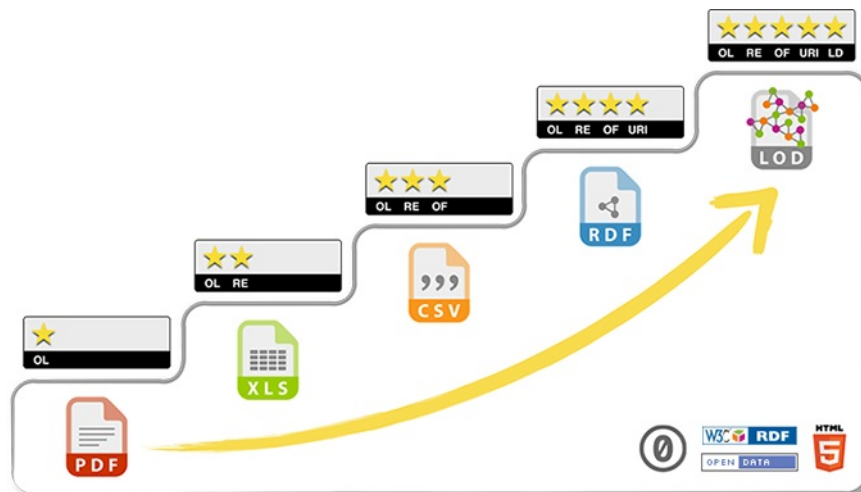 OL RE OF URI LD
LOD
OL RE OF URI
RDF
OL RE OF
CSV
OL RE
XLS
OL
PDF
0
W3C RDF
OPEN DATA
HTML
5